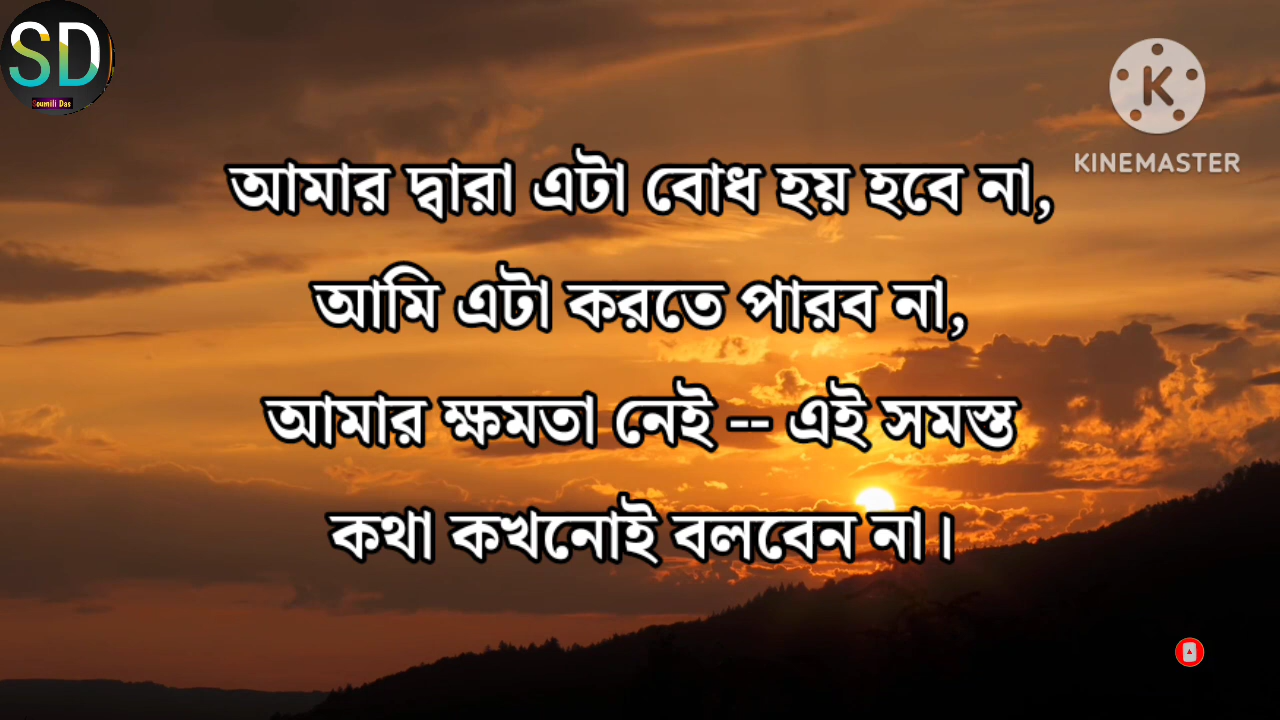 SD
Soumili Das
K
KINEMASTER
আমার দ্বারা এটা বোধ হয় হবে না,
আমি এটা করতে পারব না,
আমার ক্ষমতা নেই -- এই সমস্ত
কথা কখনোই বলবেন না।